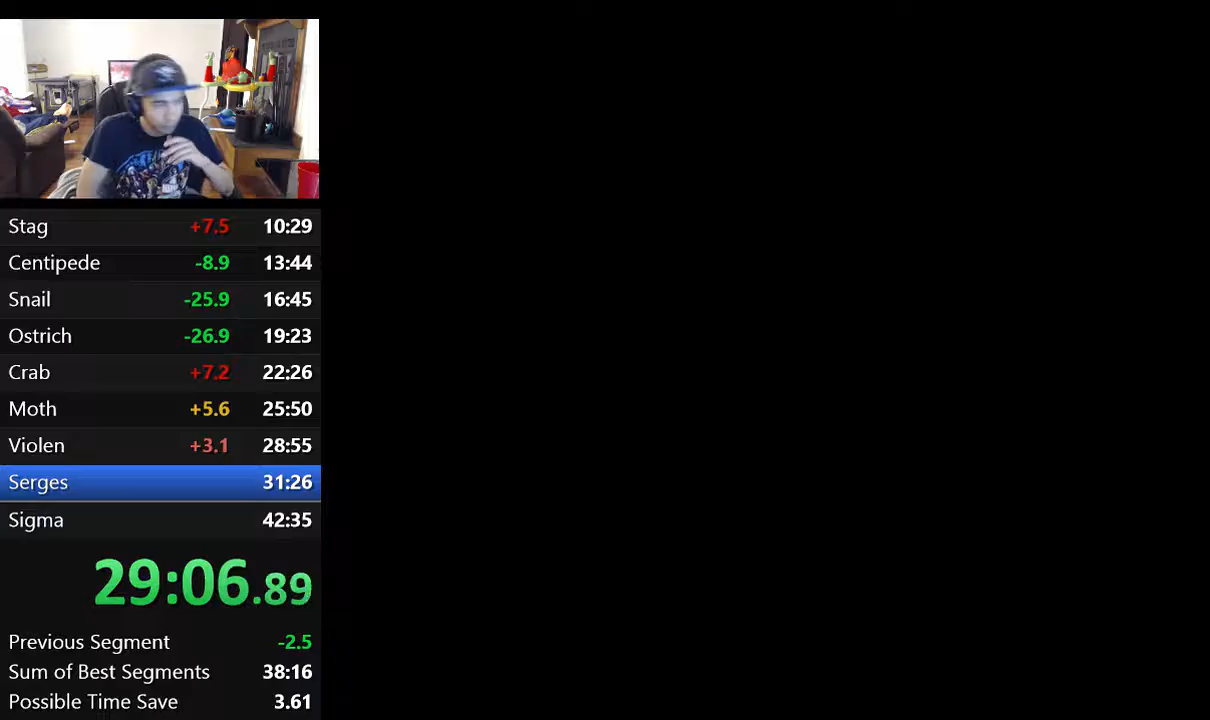 Stag +7.5 10:29
Centipede -8.9 13:44
Snail -25.9 16:45
Ostrich -26.9 19:23
Crab +7.2 22:26
Moth +5.6 25:50
Violen +3.1 28:55
Serges 31:26
Sigma 42:35
29:06.89
Previous Segment -2.5
Sum of Best Segments 38:16
Possible Time Save 3.61